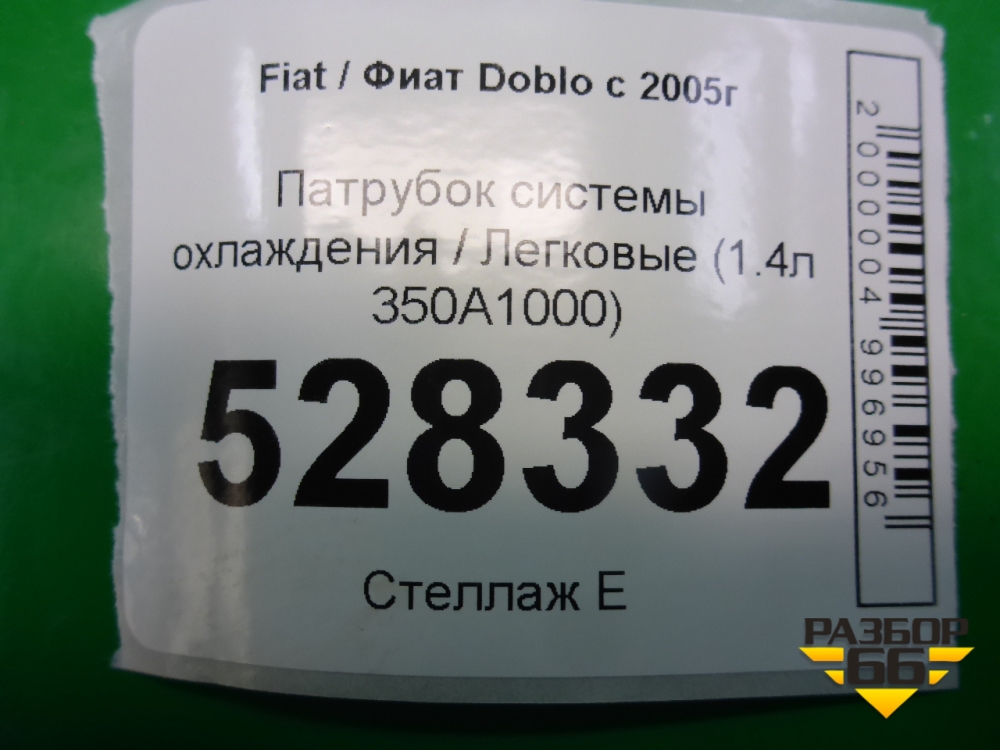 Fiat / Фиат Doblo с 2005г
Патрубок системы
охлаждения / Легковые (1.4л
350A1000)
528332
Стеллаж Е
2000004996956
РАЗБОР
66